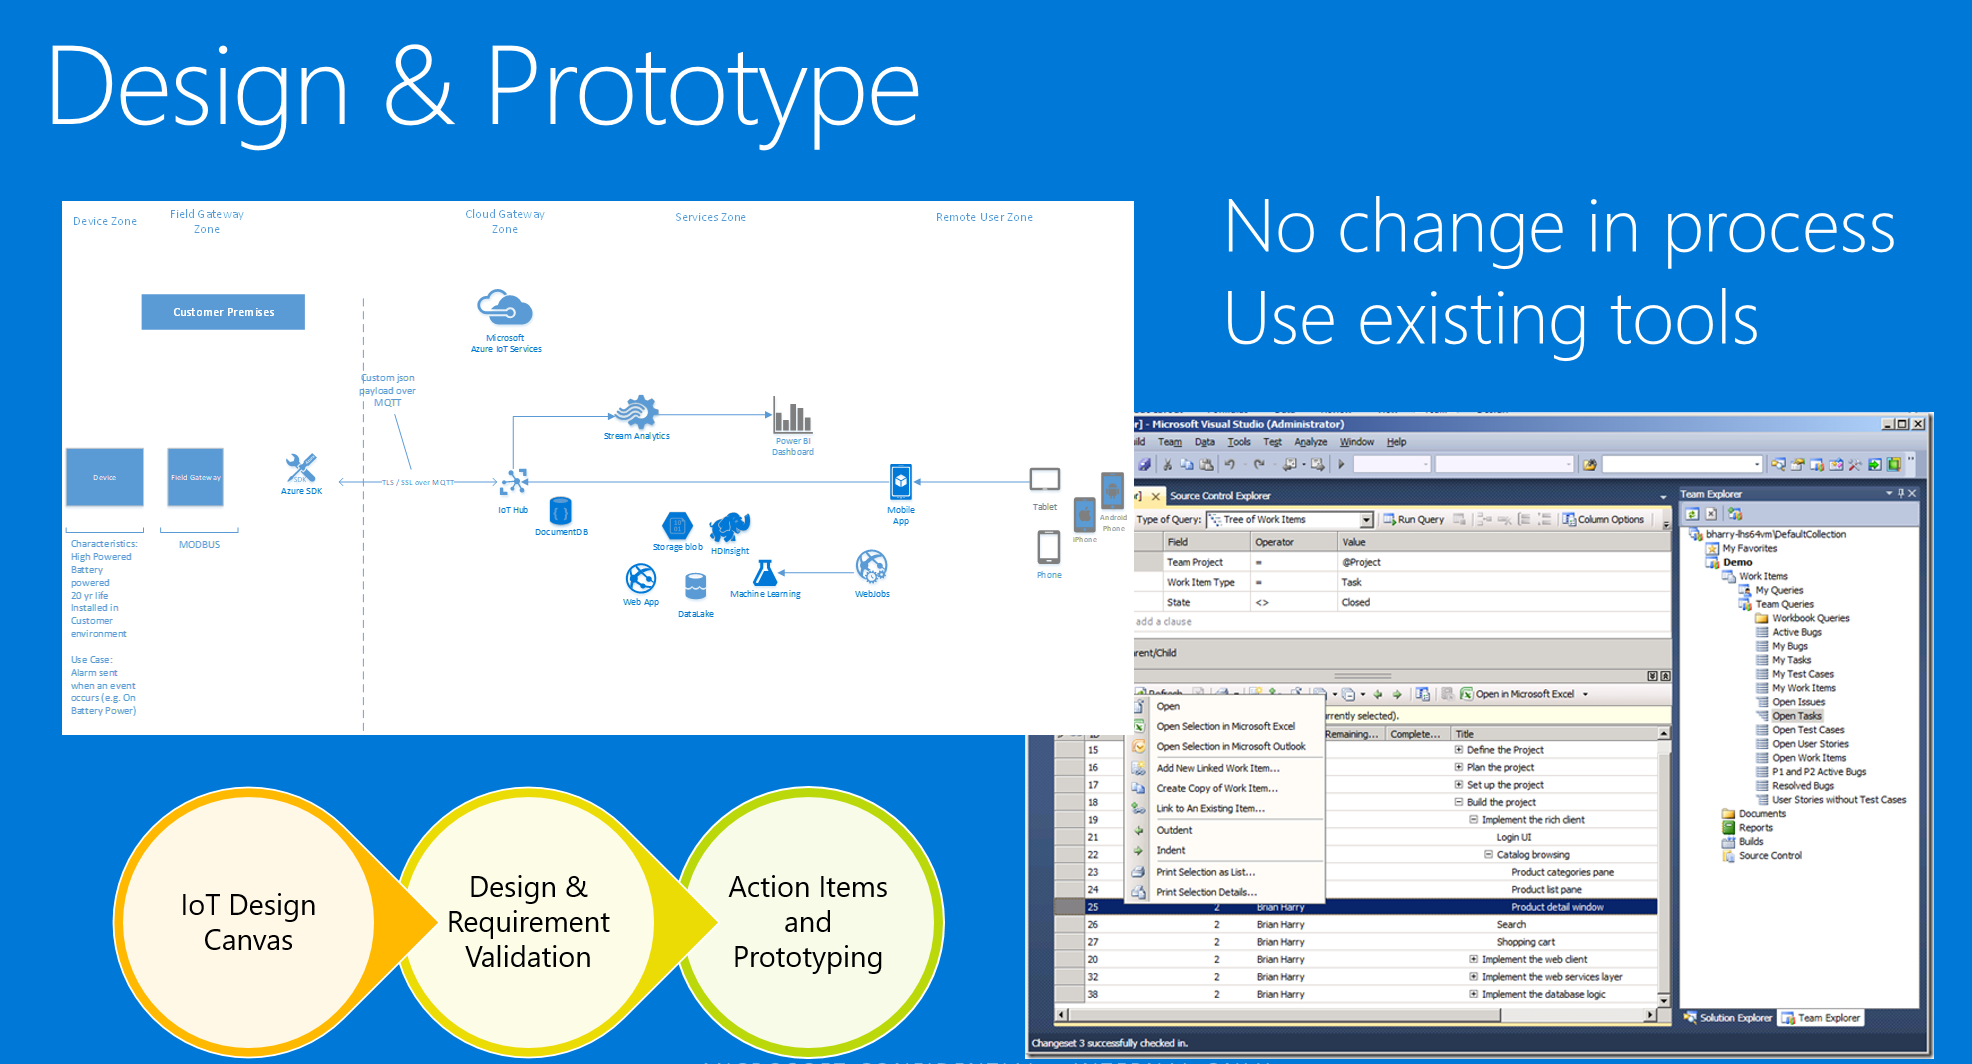 Design & Prototype
No change in process
Use existing tools
Device Zone
Field Gateway
Zone
Cloud Gateway
Zone
Services Zone
Remote User Zone
Customer Premises
Microsoft
Azure IoT Services
Custom json
payload over
MQTT
Stream Analytics
Power BI
Dashboard
Device
Field Gateway
SDK
Azure SDK
TLS / SSL over MQTT
IoT Hub
DocumentDB
Mobile
App
Tablet
iPhone
Android
Phone
Phone
Storage blob
HDInsight
Web App
DataLake
Machine Learning
WebJobs
Characteristics:
High Powered
Battery
powered
20 yr life
Installed in
Customer
environment
MODBUS
Use Case:
Alarm sent
when an event
occurs (e.g. On
Battery Power)
IoT Design
Canvas
Design &
Requirement
Validation
Action Items
and
Prototyping
r] - Microsoft Visual Studio (Administrator)
ild Team Data Tools Test Analyze Window Help
r] Source Control Explorer
Type of Query: Tree of Work Items Run Query Column Options
Field Operator Value
Team Project = @Project
Work Item Type = Task
State <> Closed
add a clause
rent/Child
Refresh Open in Microsoft Excel
rrently selected).
Remaining... Complete... Title
Open
Open Selection in Microsoft Excel
Open Selection in Microsoft Outlook
Add New Linked Work Item...
Create Copy of Work Item...
Link to An Existing Item...
Outdent
Indent
Print Selection as List...
Print Selection Details...
15 Define the Project
16 Plan the project
17 Set up the project
18 Build the project
19 Implement the rich client
21 Login UI
22 Catalog browsing
23 Product categories pane
24 Product list pane
25 2 Brian Harry Product detail window
26 2 Brian Harry Search
27 2 Brian Harry Shopping cart
20 2 Brian Harry Implement the web client
32 2 Brian Harry Implement the web services layer
38 2 Brian Harry Implement the database logic
Changeset 3 successfully checked in.
Team Explorer
bharry-lhs64vm\DefaultCollection
My Favorites
Demo
Work Items
My Queries
Team Queries
Workbook Queries
Active Bugs
My Bugs
My Tasks
My Test Cases
My Work Items
Open Issues
Open Tasks
Open Test Cases
Open User Stories
Open Work Items
P1 and P2 Active Bugs
Resolved Bugs
User Stories without Test Cases
Documents
Reports
Builds
Source Control
Solution Explorer Team Explorer